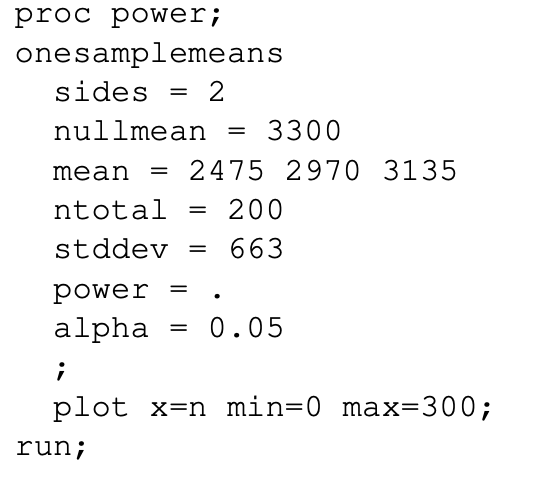 proc power;
onesamplemeans
sides = 2
nullmean = 3300
mean = 2475 2970 3135
ntotal = 200
stddev = 663
power = .
alpha = 0.05
;
plot x=n min=0 max=300;
run;